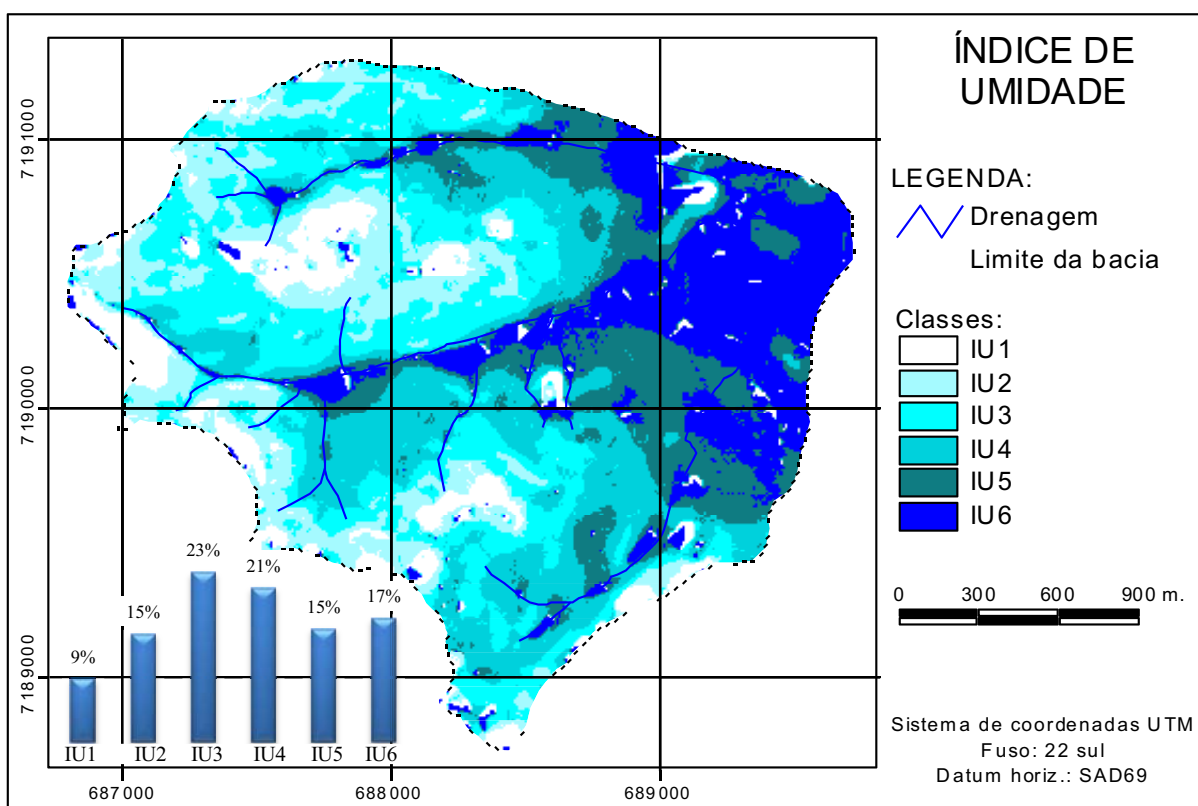 ÍNDICE DE
UMIDADE
LEGENDA:
Drenagem
Limite da bacia
Classes:
IU1
IU2
IU3
IU4
IU5
IU6
0 300 600 900 m.
Sistema de coordenadas UTM
Fuso: 22 sul
Datum horiz.: SAD69
7191000
7190000
7189000
9%
15%
23%
21%
15%
17%
IU1 IU2 IU3 IU4 IU5 IU6
687000 688000 689000